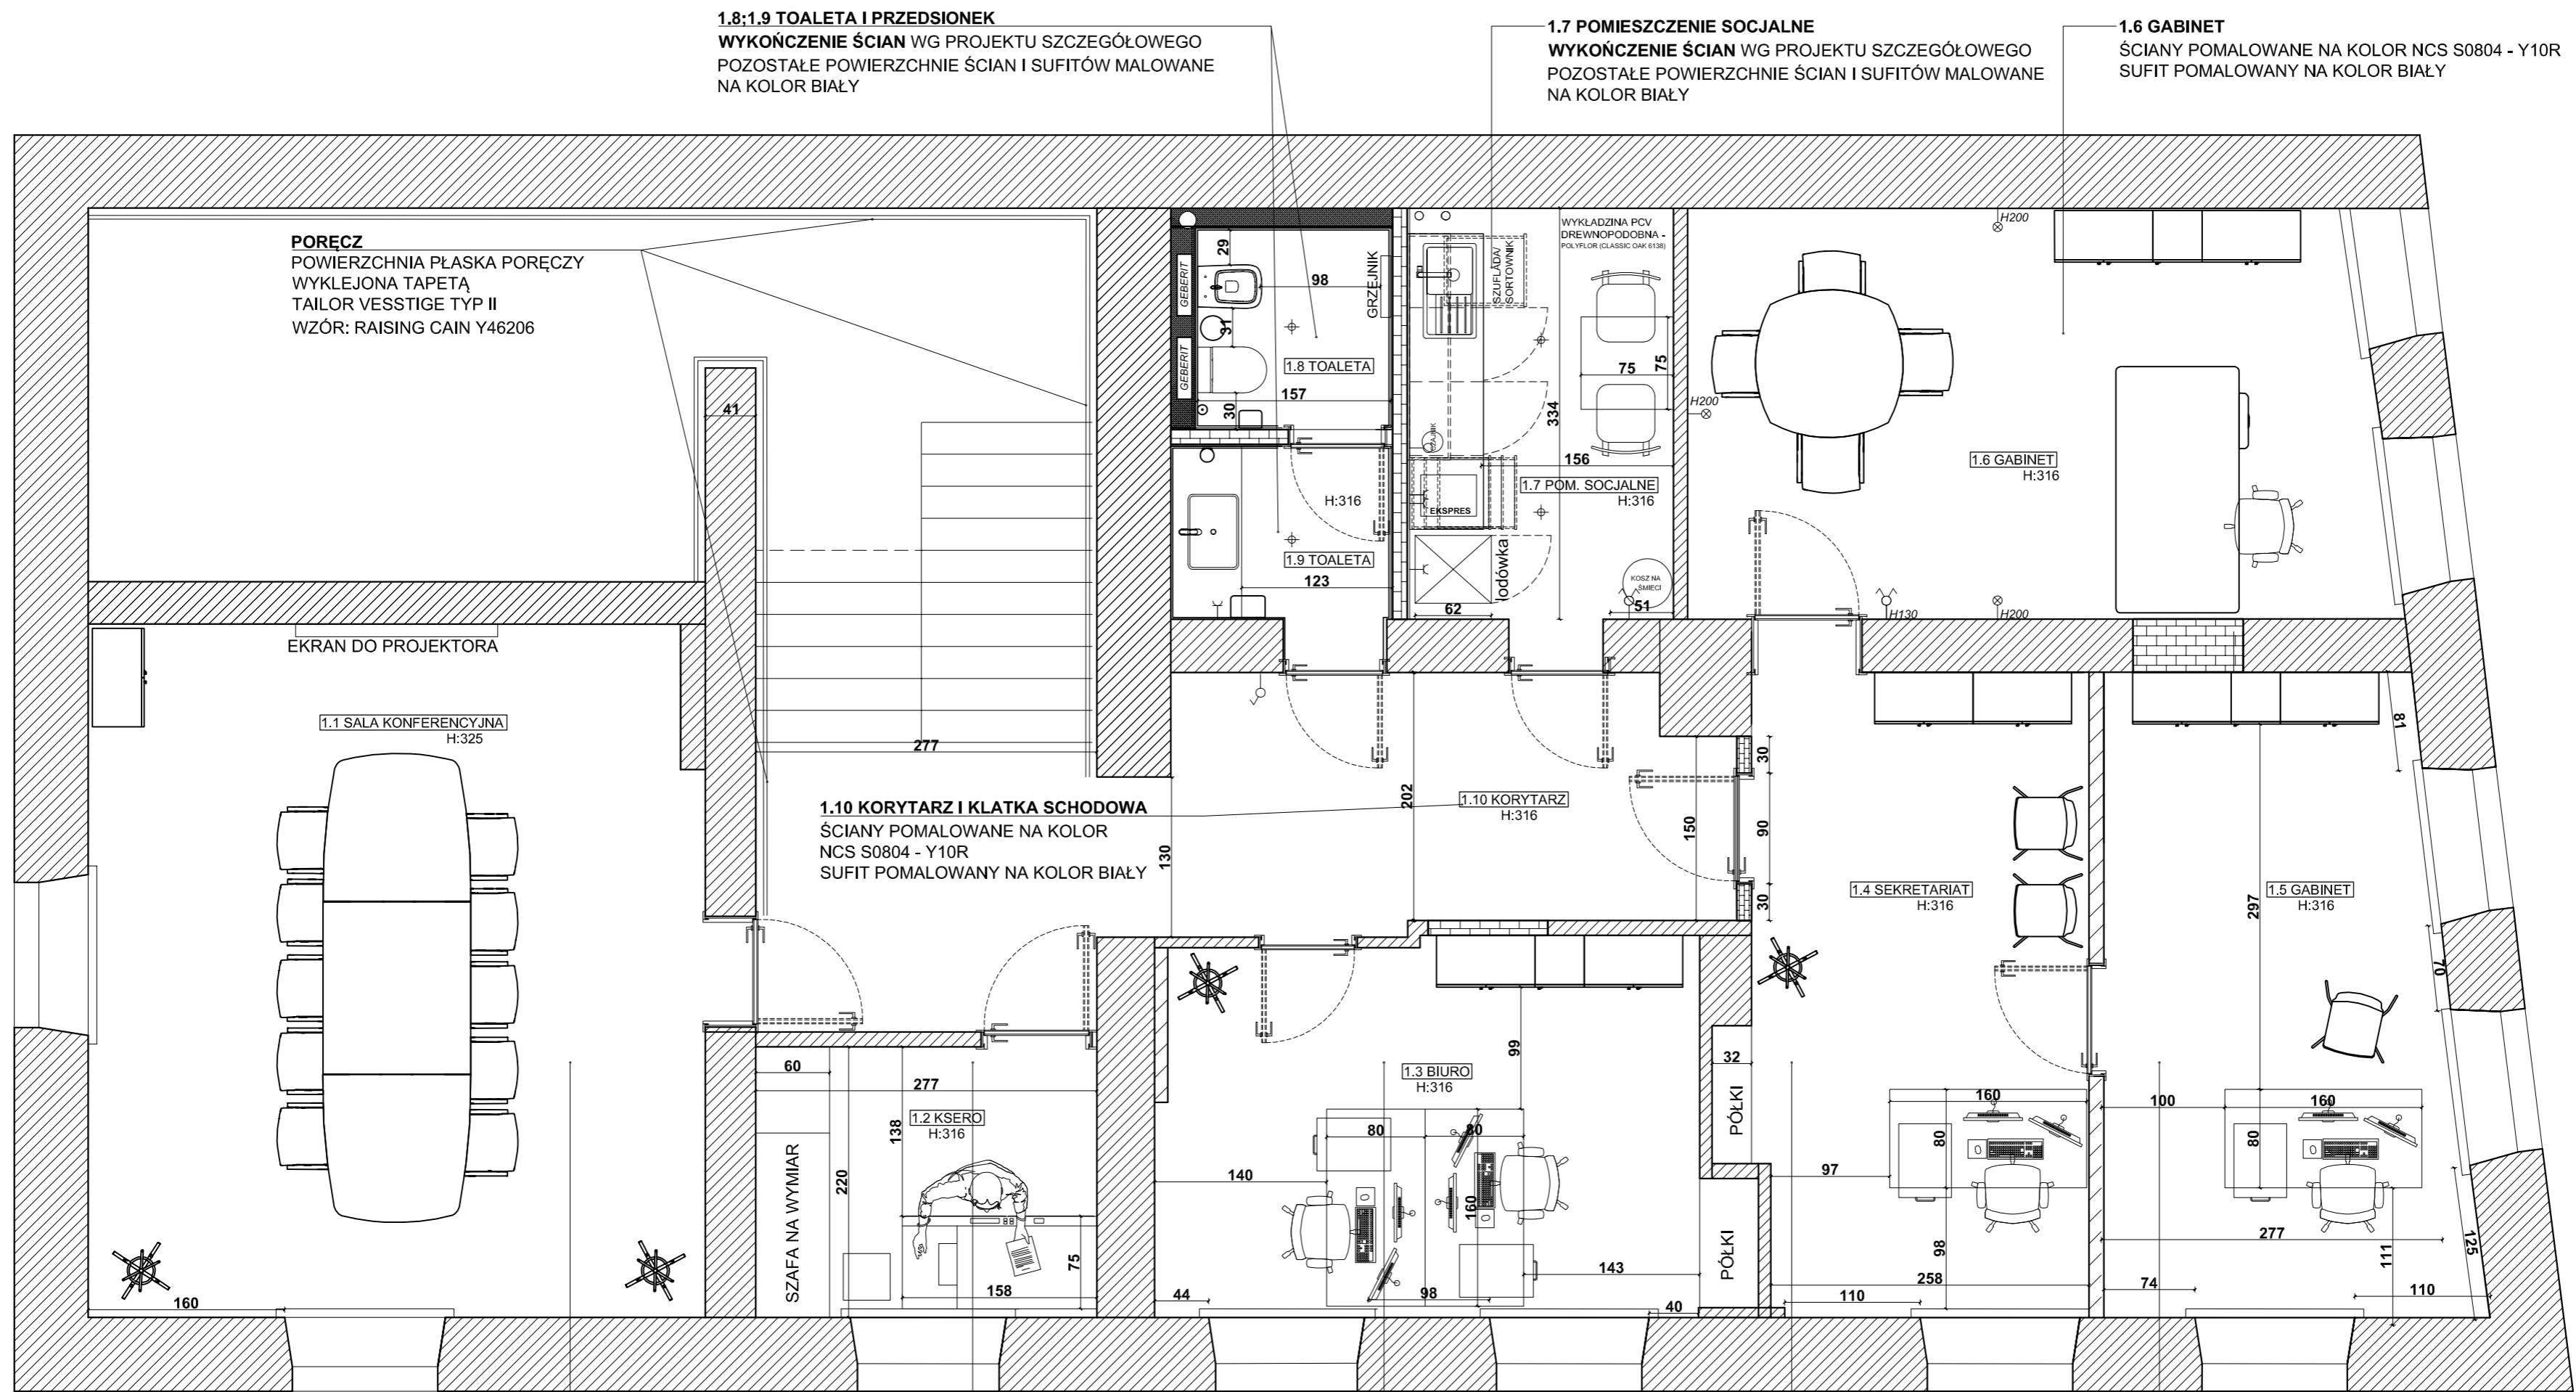 1.8;1.9 TOALETA I PRZEDSIONEK
WYKOŃCZENIE ŚCIAN WG PROJEKTU SZCZEGÓŁOWEGO
POZOSTAŁE POWIERZCHNIE ŚCIAN I SUFITÓW MALOWANE
NA KOLOR BIAŁY
1.7 POMIESZCZENIE SOCJALNE
WYKOŃCZENIE ŚCIAN WG PROJEKTU SZCZEGÓŁOWEGO
POZOSTAŁE POWIERZCHNIE ŚCIAN I SUFITÓW MALOWANE
NA KOLOR BIAŁY
1.6 GABINET
ŚCIANY POMALOWANE NA KOLOR NCS S0804 - Y10R
SUFIT POMALOWANY NA KOLOR BIAŁY
PORĘCZ
POWIERZCHNIA PŁASKA PORĘCZY
WYKLEJONA TAPETĄ
TAILOR VESSTIGE TYP II
WZÓR: RAISING CAIN Y46206
41
277
GEBERIT
GEBERIT
29
98
31
GRZEJNIK
1.8 TOALETA
157
30
H:316
1.9 TOALETA
123
WYKŁADZINA PCV
DREWNOPODOBNA -
POLYFLOR (CLASSIC OAK 6138)
SZUFLADA/
SORTOWNIK
75
75
334
156
1.7 POM. SOCJALNE
H:316
EKSPRES
lodówka
62
KOSZ NA
ŚMIECI
51
H200
H200
1.6 GABINET
H:316
H130
H200
EKRAN DO PROJEKTORA
1.1 SALA KONFERENCYJNA
H:325
160
1.10 KORYTARZ I KLATKA SCHODOWA
ŚCIANY POMALOWANE NA KOLOR
NCS S0804 - Y10R
SUFIT POMALOWANY NA KOLOR BIAŁY
130
202
1.10 KORYTARZ
H:316
150
30
90
30
1.4 SEKRETARIAT
H:316
1.5 GABINET
H:316
81
297
70
60
277
1.2 KSERO
H:316
138
220
SZAFA NA WYMIAR
75
158
99
1.3 BIURO
H:316
80
80
140
160
143
44
98
40
32
PÓŁKI
PÓŁKI
160
80
97
98
258
110
100
160
80
277
111
125
74
110